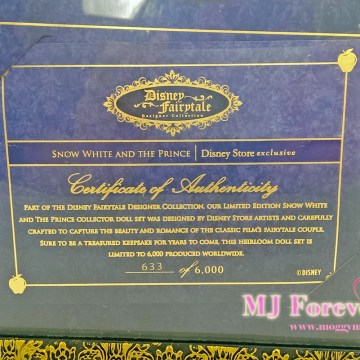 Disney
Fairytale
Designer Collection
Snow White and the Prince | Disney Store exclusive
Certificate of Authenticity
Part of the Disney Fairytale Designer Collection, our Limited Edition Snow White
and The Prince collector doll set was designed by Disney Store artists and carefully
crafted to capture the beauty and romance of the classic film's fairytale couple.
Sure to be a treasured keepsake for years to come, this heirloom doll set is
limited to 6,000 produced worldwide.
633 of 6,000
©Disney
MJ Forev
www.moggym